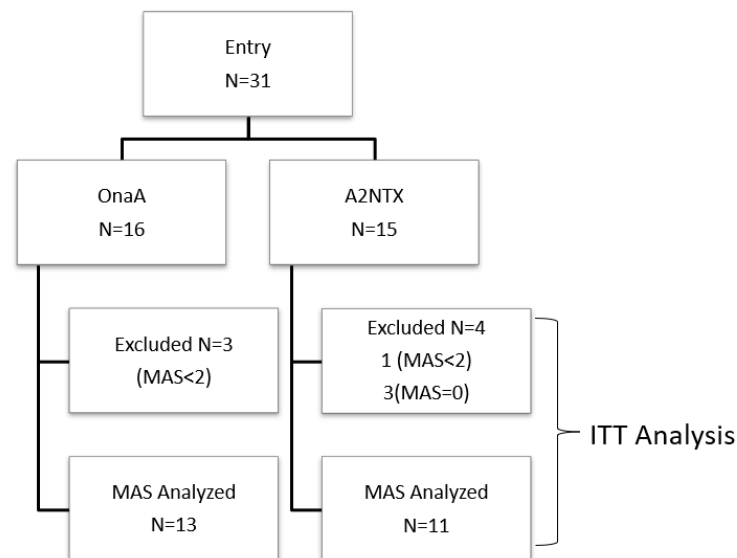 Entry
N=31
OnaA
N=16
A2NTX
N=15
Excluded N=3
(MAS<2)
Excluded N=4
1 (MAS<2)
3(MAS=0)
ITT Analysis
MAS Analyzed
N=13
MAS Analyzed
N=11